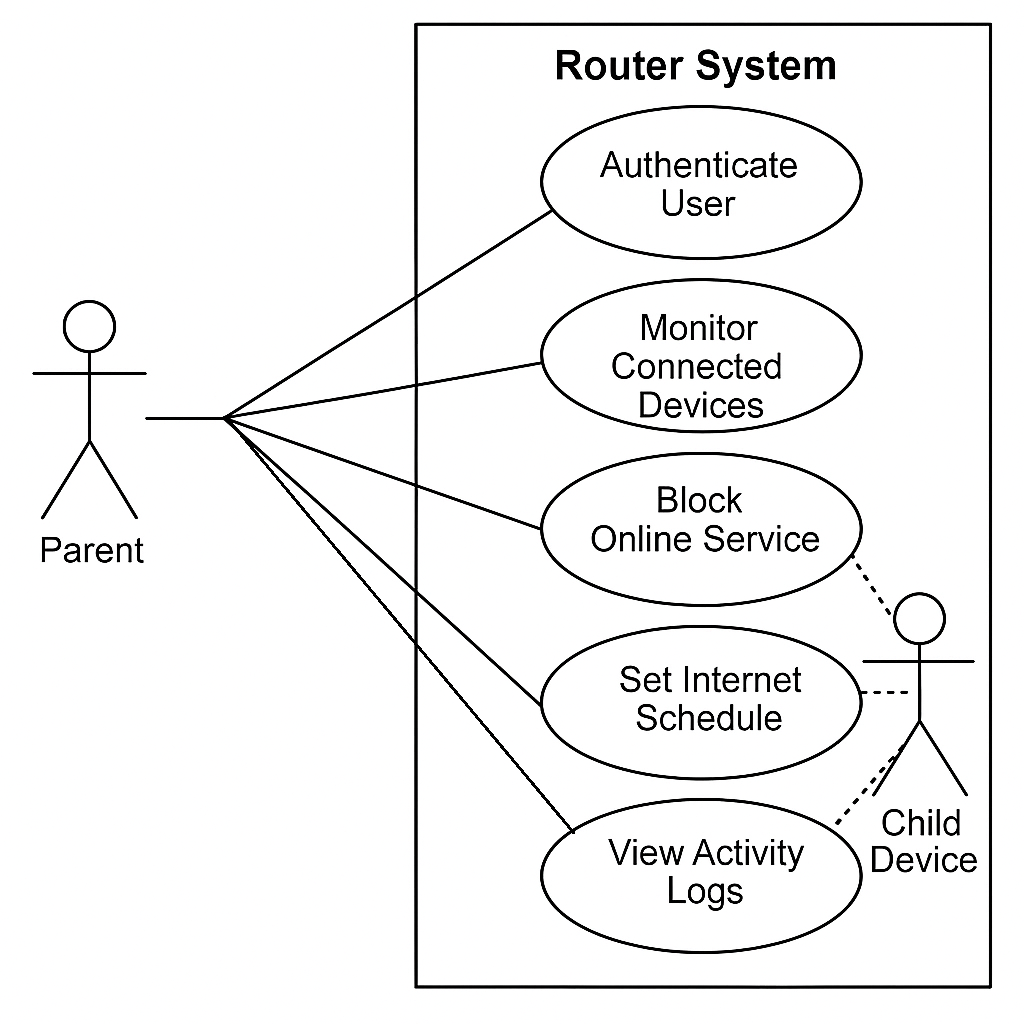 Router System
Authenticate
User
Monitor
Connected
Devices
Block
Online Service
Set Internet
Schedule
View Activity
Logs
Parent
Child
Device